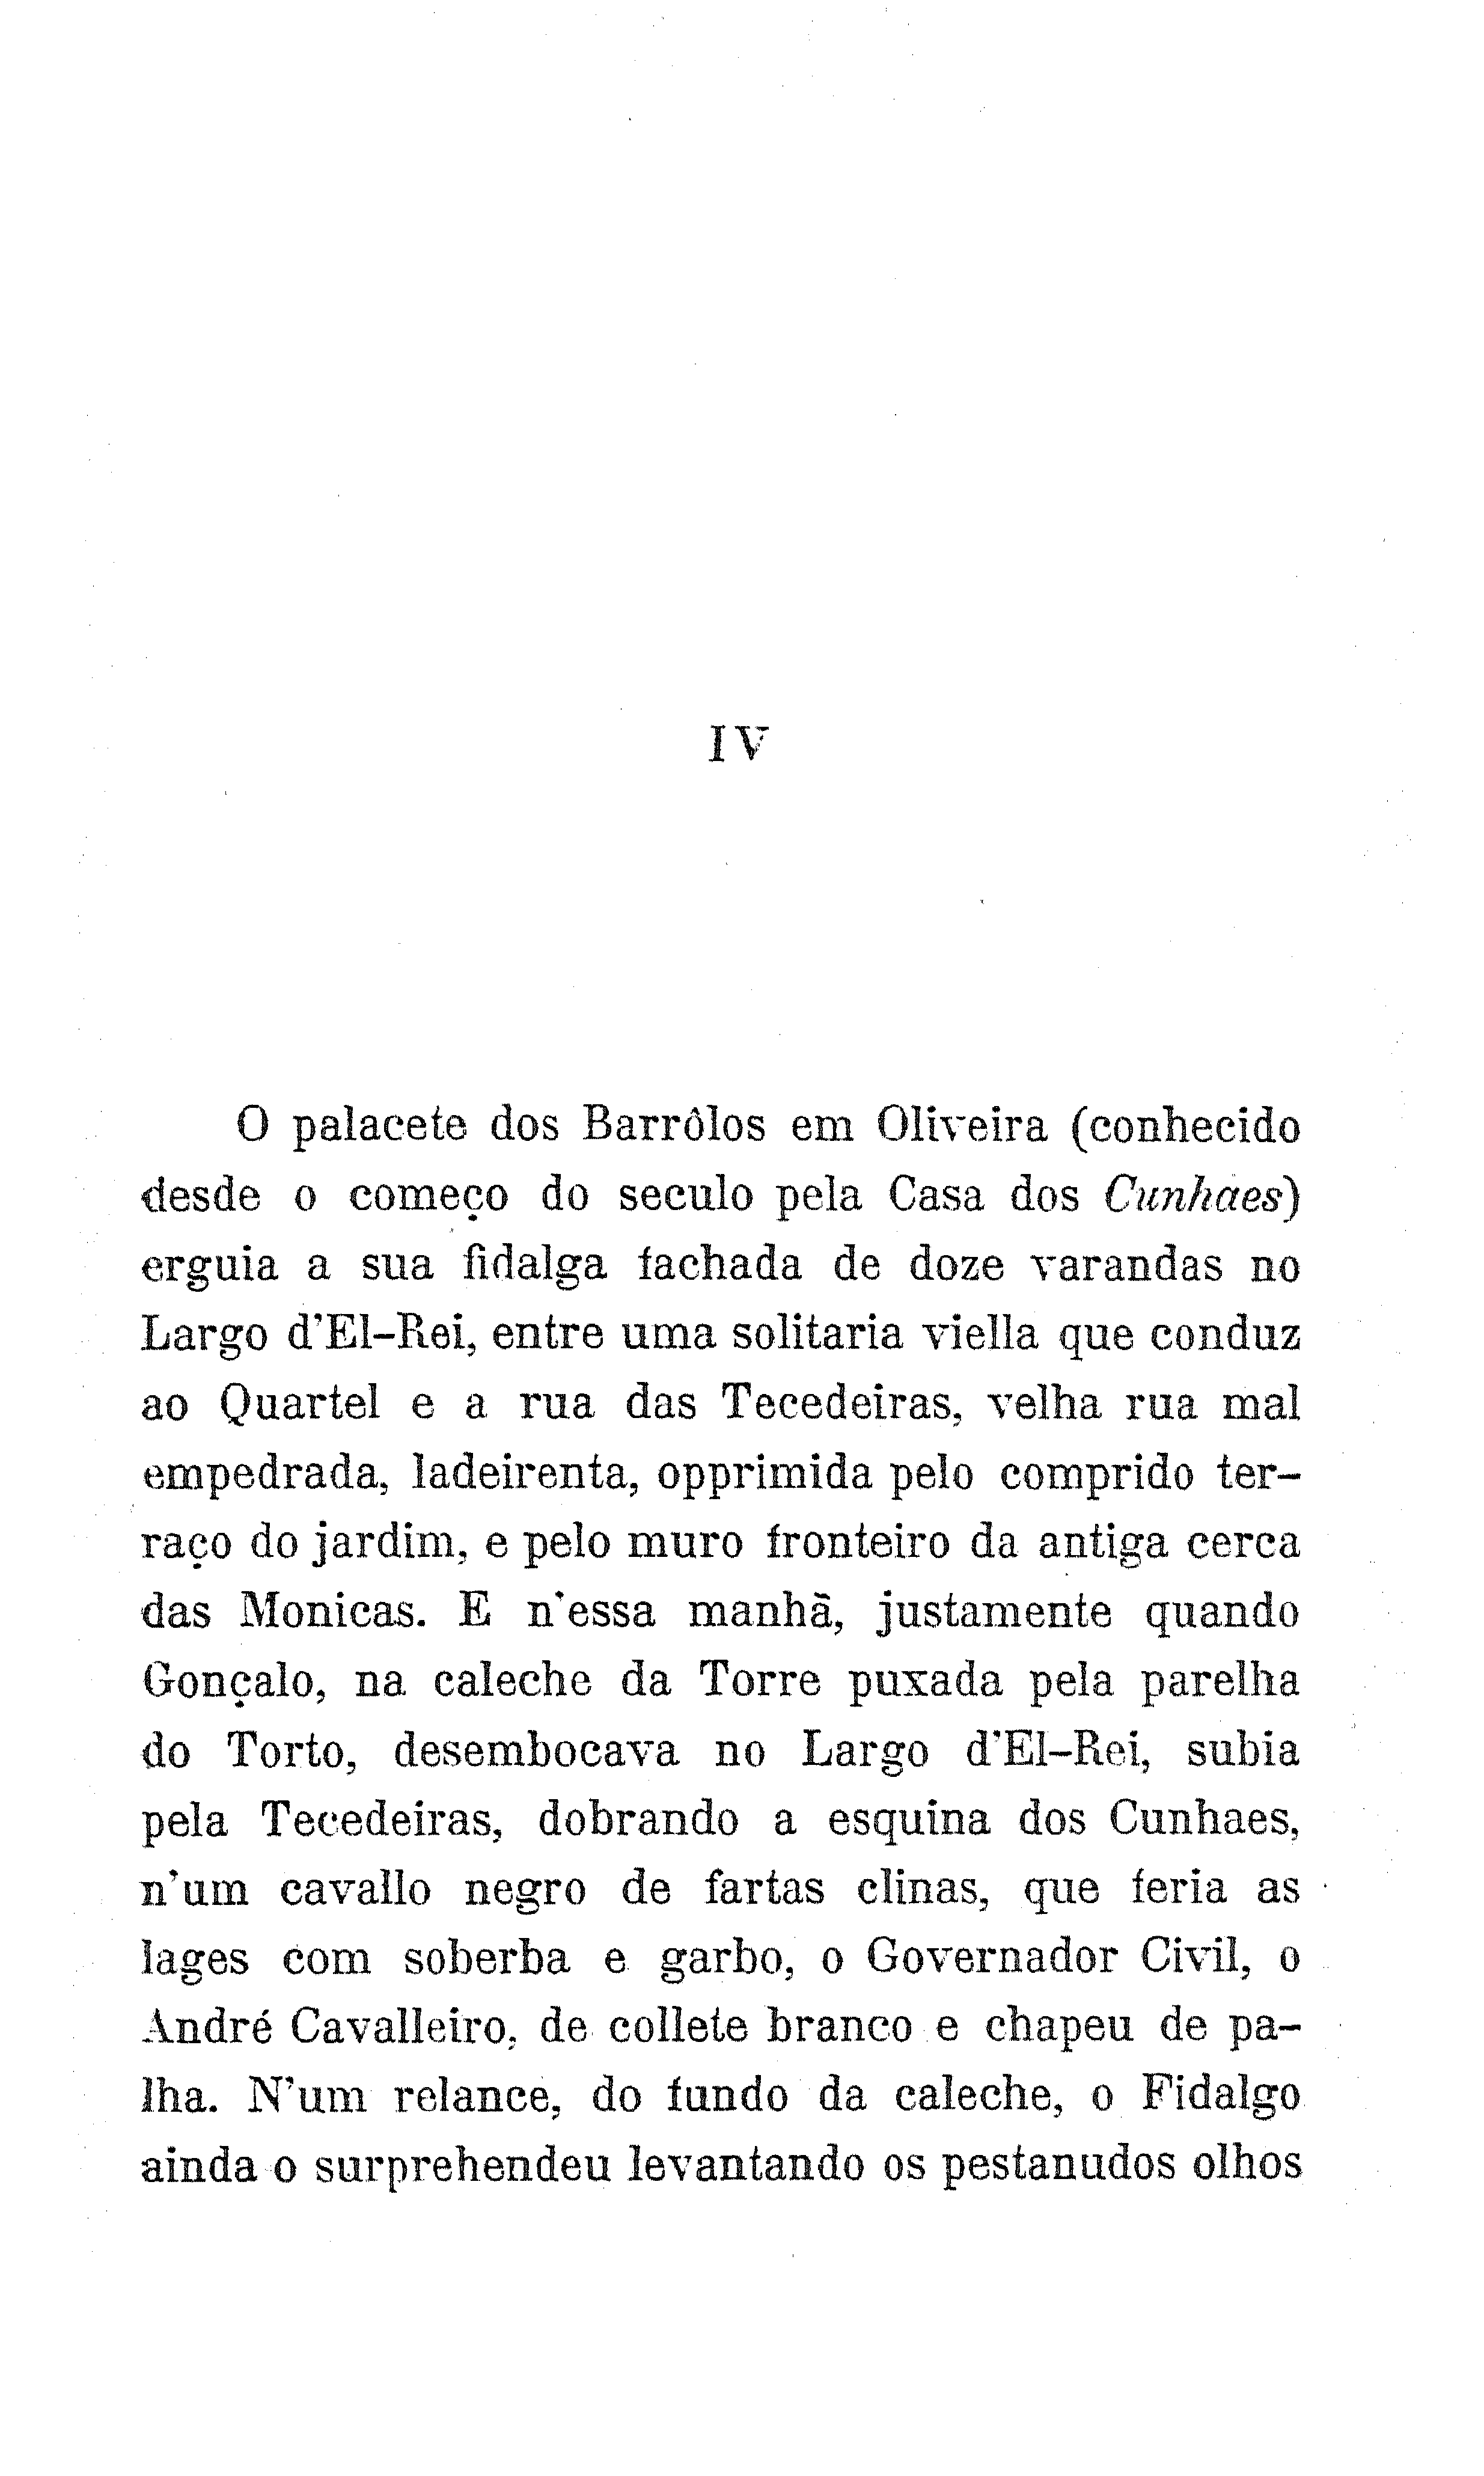 IV
O palacete dos Barrôlos em Oliveira (conhecido
desde o começo do seculo pela Casa dos Cunhaes)
erguia a sua fidalga fachada de doze varandas no
Largo d'El-Rei, entre uma solitaria viella que conduz
ao Quartel e a rua das Tecedeiras, velha rua mal
empedrada, ladeirenta, opprimida pelo comprido ter-
raço do jardim, e pelo muro fronteiro da antiga cerca
das Monicas. E n'essa manhã, justamente quando
Gonçalo, na caleche da Torre puxada pela parelha
do Torto, desembocava no Largo d'El-Rei, subia
pela Tecedeiras, dobrando a esquina dos Cunhaes,
n'um cavallo negro de fartas clinas, que feria as
lages com soberba e garbo, o Governador Civil, o
André Cavalleiro, de collete branco e chapeu de pa-
lha. N'um relance, do fundo da caleche, o Fidalgo
ainda o surprehendeu levantando os pestanudos olhos